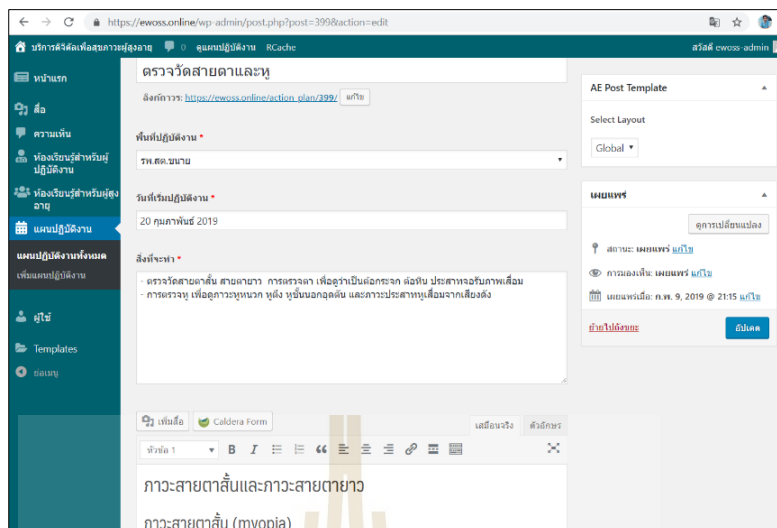 https://ewoss.online/wp-admin/post.php?post=399&action=edit
บริการดิจิตัลเพื่อสุขภาวะผู้สูงอายุ 0 ดูแผนปฏิบัติงาน RCache สวัสดี ewoss-admin
หน้าแรก
สื่อ
ความเห็น
ห้องเรียนรู้สำหรับผู้
ปฏิบัติงาน
ห้องเรียนรู้สำหรับผู้สูง
อายุ
แผนปฏิบัติงาน
แผนปฏิบัติงานทั้งหมด
เพิ่มแผนปฏิบัติงาน
ผู้ใช้
Templates
ย่อเมนู
ตรวจวัดสายตาและหู
ลิงก์ถาวร: https://ewoss.online/action_plan/399/ แก้ไข
พื้นที่ปฏิบัติงาน *
รพ.สต.ขนาย
วันที่เริ่มปฏิบัติงาน *
20 กุมภาพันธ์ 2019
สิ่งที่จะทำ *
- ตรวจวัดสายตาสั้น สายตายาว การตรวจตา เพื่อดูว่าเป็นต้อกระจก ต้อหิน ประสาทจอรับภาพเสื่อม
- การตรวจหู เพื่อดูภาวะหูหนวก หูตึง หูชั้นนอกอุดตัน และภาวะประสาทหูเสื่อมจากเสียงดัง
เพิ่มสื่อ Caldera Form เสมือนจริง ตัวอักษร
หัวข้อ 1 B I
ภาวะสายตาสั้นและภาวะสายตายาว
ภาวะสายตาสั้น (myopia)
AE Post Template
Select Layout
Global
เผยแพร่
ดูการเปลี่ยนแปลง
สถานะ: เผยแพร่ แก้ไข
การมองเห็น: เผยแพร่ แก้ไข
เผยแพร่เมื่อ: ก.พ. 9, 2019 @ 21:15 แก้ไข
ย้ายไปถังขยะ อัปเดต